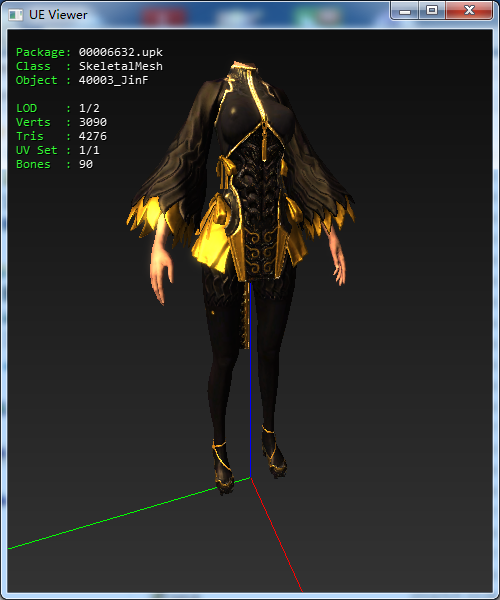 UE Viewer
Package: 00006632.upk
Class : SkeletalMesh
Object : 40003_JinF
LOD : 1/2
Verts : 3090
Tris : 4276
UV Set : 1/1
Bones : 90